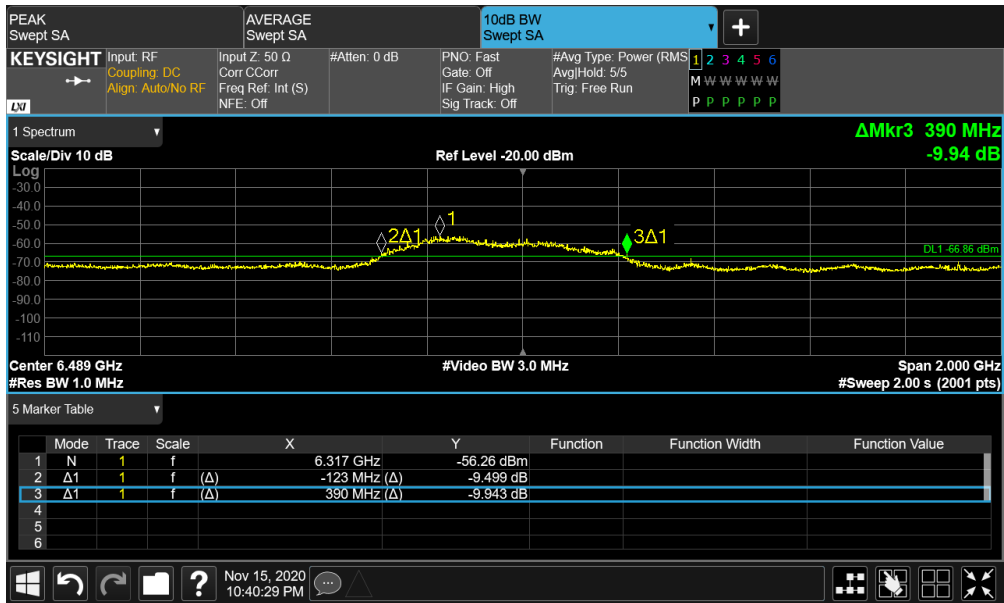 PEAK
Swept SA
AVERAGE
Swept SA
10dB BW
Swept SA
▼
+
KEYSIGHT
LXI
Input: RF
Coupling: DC
Align: Auto/No RF
Input Z: 50 Ω
Corr CCorr
Freq Ref: Int (S)
NFE: Off
#Atten: 0 dB
PNO: Fast
Gate: Off
IF Gain: High
Sig Track: Off
#Avg Type: Power (RMS
Avg|Hold: 5/5
Trig: Free Run
1 2 3 4 5 6
M W W W W W
P P P P P P
1 Spectrum
ΔMkr3 390 MHz
-9.94 dB
Scale/Div 10 dB
Ref Level -20.00 dBm
Log
-30.0
-40.0
-50.0
-60.0
-70.0
-80.0
-90.0
-100
-110
1
2Δ1
3Δ1
DL1 -66.86 dBm
Center 6.489 GHz
#Video BW 3.0 MHz
Span 2.000 GHz
#Res BW 1.0 MHz
#Sweep 2.00 s (2001 pts)
5 Marker Table
Mode Trace Scale X Y Function Function Width Function Value
1 N 1 f 6.317 GHz -56.26 dBm
2 Δ1 1 f (Δ) -123 MHz (Δ) -9.499 dB
3 Δ1 1 f (Δ) 390 MHz (Δ) -9.943 dB
4
5
6
?
Nov 15, 2020
10:40:29 PM